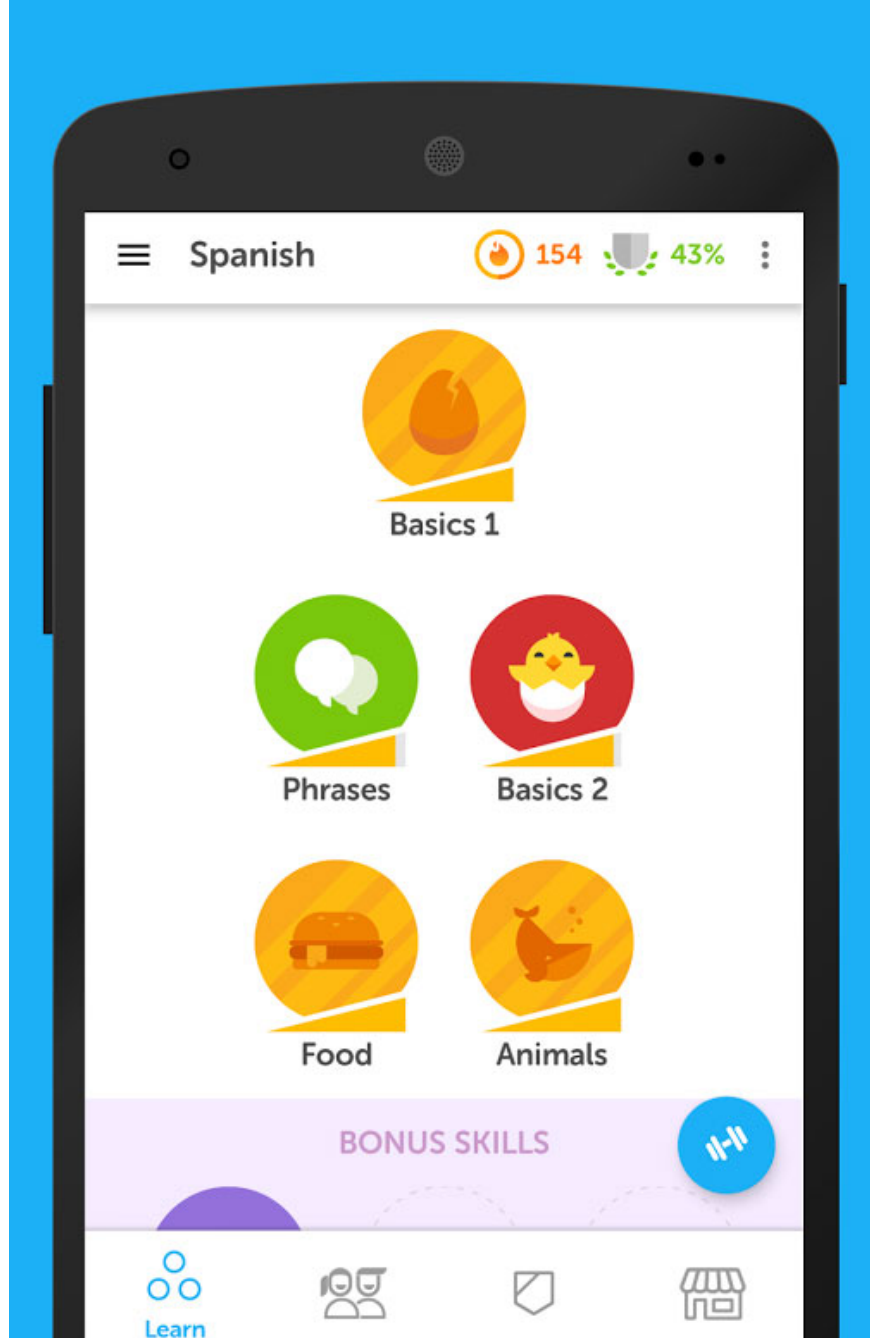 Spanish 154 43%
Basics 1
Phrases Basics 2
Food Animals
BONUS SKILLS
Learn